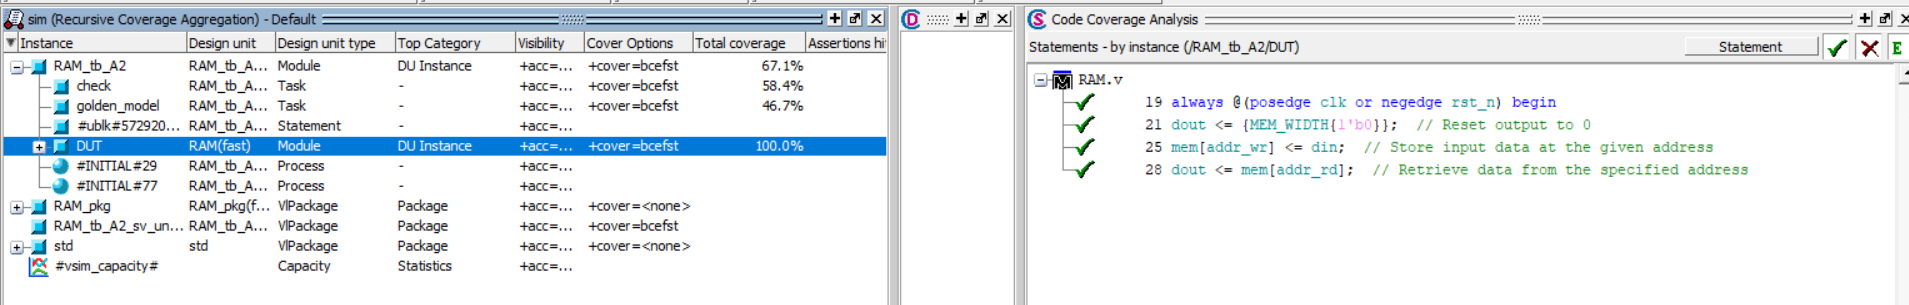 sim (Recursive Coverage Aggregation) - Default
Instance Design unit Design unit type Top Category Visibility Cover Options Total coverage Assertions hi
RAM_tb_A2 RAM_tb_A... Module DU Instance +acc=... +cover=bcefst 67.1%
check RAM_tb_A... Task - +acc=... +cover=bcefst 58.4%
golden_model RAM_tb_A... Task - +acc=... +cover=bcefst 46.7%
#ublk#572920... RAM_tb_A... Statement - +acc=...
DUT RAM(fast) Module DU Instance +acc=... +cover=bcefst 100.0%
#INITIAL#29 RAM_tb_A... Process - +acc=...
#INITIAL#77 RAM_tb_A... Process - +acc=...
RAM_pkg RAM_pkg(f... VlPackage Package +acc=... +cover=<none>
RAM_tb_A2_sv_un... RAM_tb_A... VlPackage Package +acc=... +cover=bcefst
std std VlPackage Package +acc=... +cover=<none>
#vsim_capacity# Capacity Statistics +acc=...
Code Coverage Analysis
Statements - by instance (/RAM_tb_A2/DUT) Statement E
RAM.v
19 always @(posedge clk or negedge rst_n) begin
21 dout <= {MEM_WIDTH{1'b0}}; // Reset output to 0
25 mem[addr_wr] <= din; // Store input data at the given address
28 dout <= mem[addr_rd]; // Retrieve data from the specified address